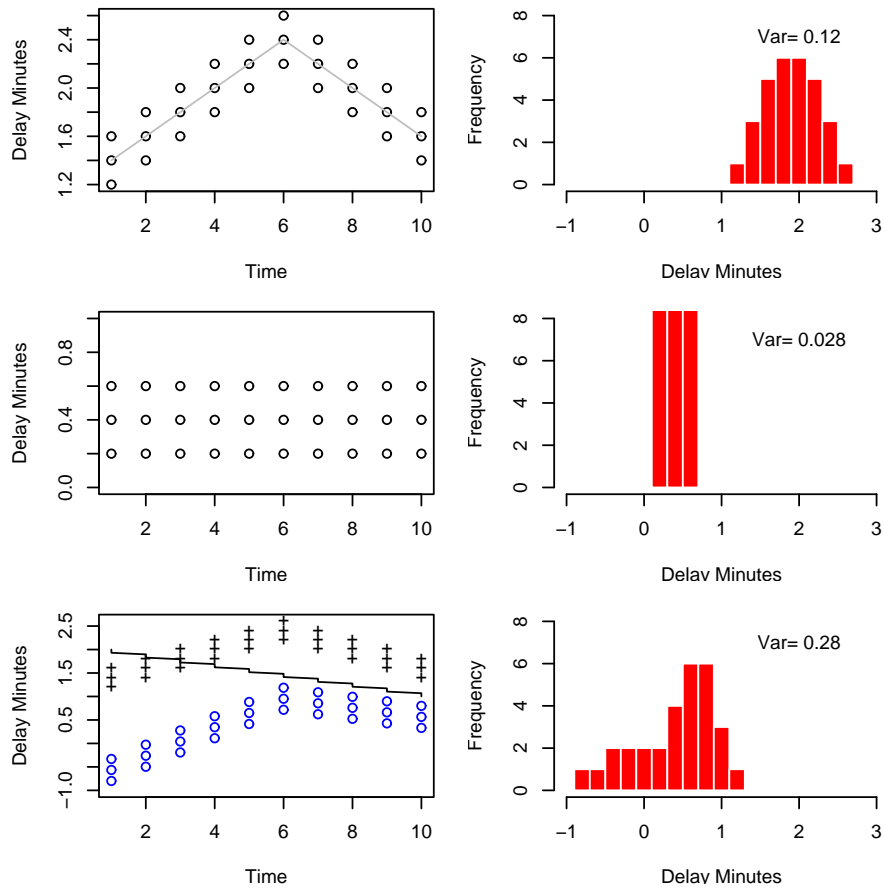 Delay Minutes
2.4
2.0
1.6
1.2
2 4 6 8 10
Time
Frequency
8
6
4
2
0
Var= 0.12
−1 0 1 2 3
Delay Minutes
Delay Minutes
0.8
0.4
0.0
2 4 6 8 10
Time
Frequency
8
6
4
2
0
Var= 0.028
−1 0 1 2 3
Delay Minutes
Delay Minutes
2.5
1.5
0.5
−1.0
2 4 6 8 10
Time
Frequency
8
6
4
2
0
Var= 0.28
−1 0 1 2 3
Delay Minutes